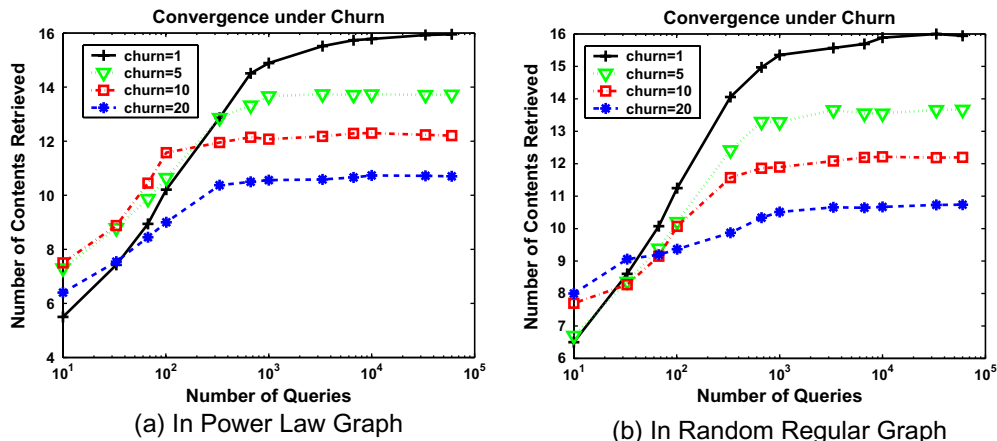 Convergence under Churn
Number of Contents Retrieved
16
14
12
10
8
6
4
churn=1
churn=5
churn=10
churn=20
10^1
10^2
10^3
10^4
10^5
Number of Queries
(a) In Power Law Graph
Convergence under Churn
Number of Contents Retrieved
16
15
14
13
12
11
10
9
8
7
6
churn=1
churn=5
churn=10
churn=20
10^1
10^2
10^3
10^4
10^5
Number of Queries
(b) In Random Regular Graph